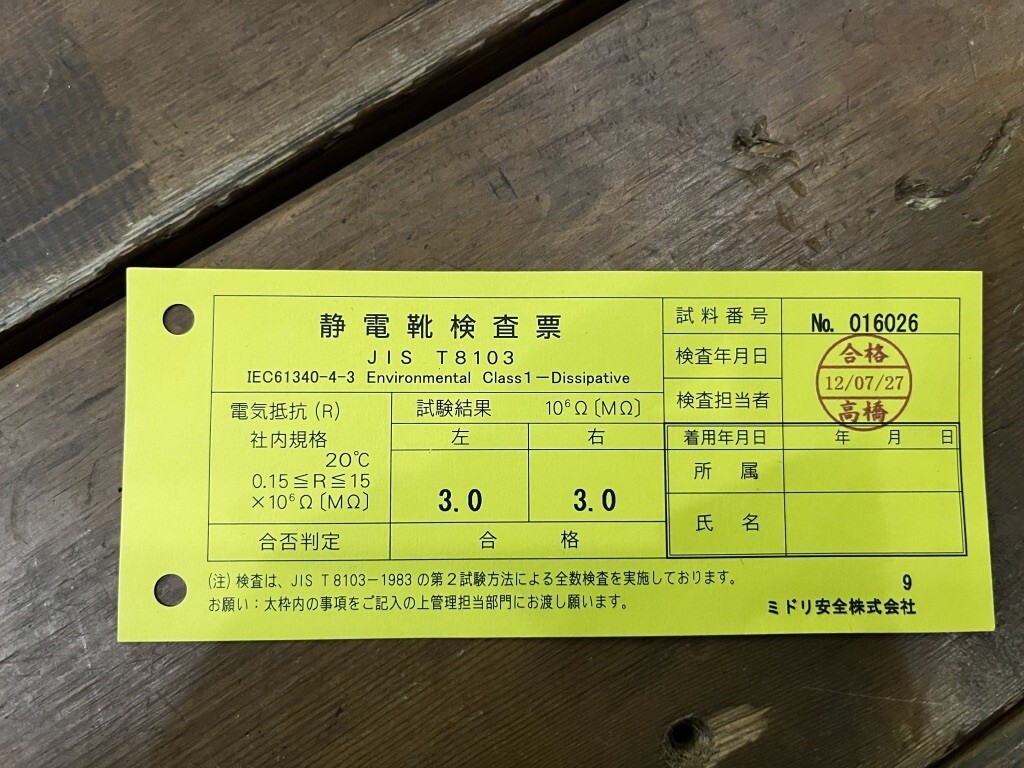 静電靴検査票
JIS T8103
IEC61340-4-3 Environmental Class1-Dissipative
試料番号
No. 016026
検査年月日
検査担当者
合格
12/07/27
高橋
電気抵抗(R)
社内規格
20℃
0.15≦R≦15
×10⁶Ω〔MΩ〕
試験結果 10⁶Ω〔MΩ〕
左 右
3.0 3.0
合否判定
合格
着用年月日
年 月 日
所属
氏名
(注)検査は、JIS T8103-1983の第2試験方法による全数検査を実施しております。
お願い:太枠内の事項をご記入の上管理担当部門にお渡し願います。
9
ミドリ安全株式会社